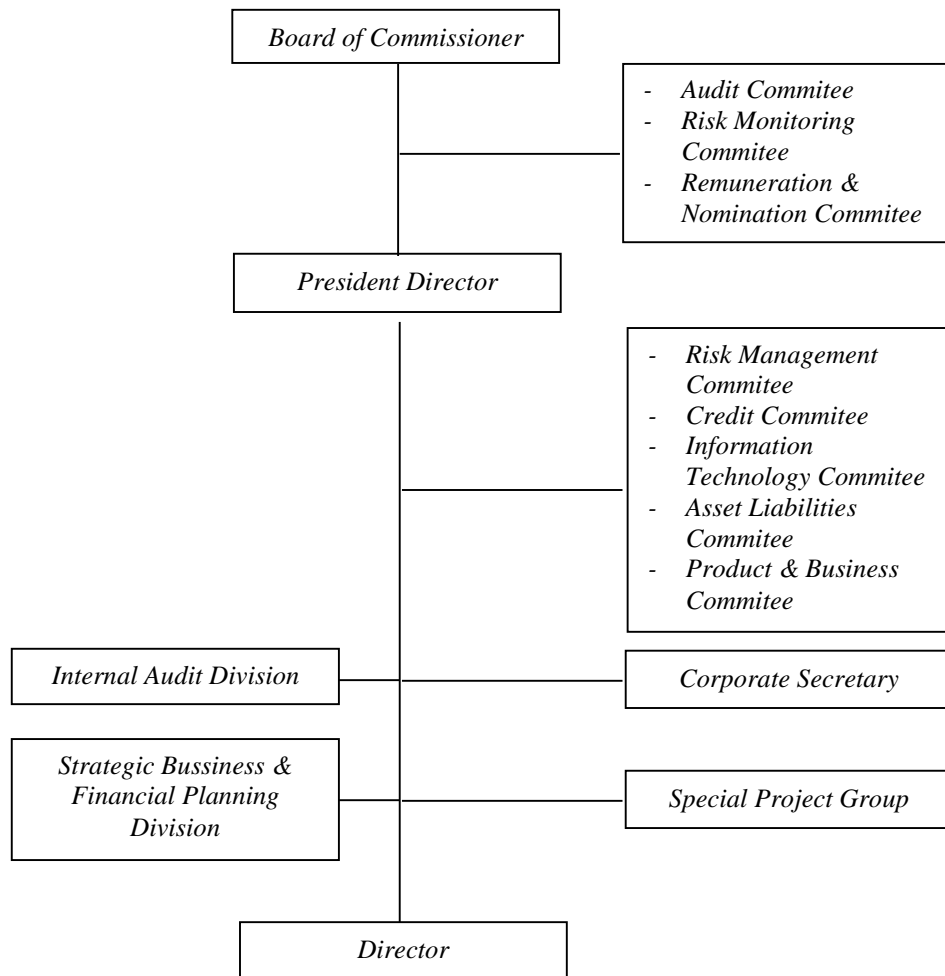 Board of Commissioner
- Audit Commitee
- Risk Monitoring
Commitee
- Remuneration &
Nomination Commitee
President Director
- Risk Management
Commitee
- Credit Commitee
- Information
Technology Commitee
- Asset Liabilities
Commitee
- Product & Business
Commitee
Internal Audit Division
Corporate Secretary
Strategic Bussiness &
Financial Planning
Division
Special Project Group
Director